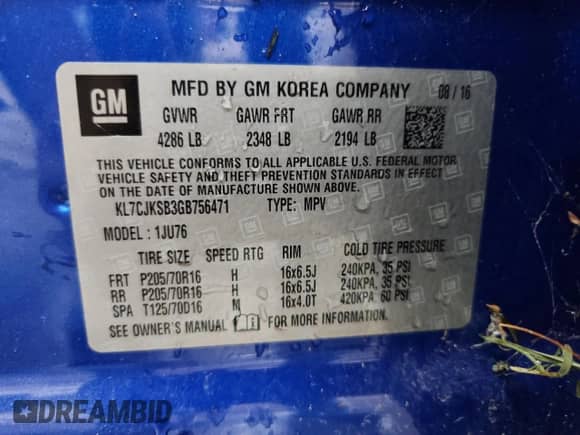 GM
MFD BY GM KOREA COMPANY 08/16
GVWR GAWR FRT GAWR RR
4286 LB 2348 LB 2194 LB
THIS VEHICLE CONFORMS TO ALL APPLICABLE U.S. FEDERAL MOTOR
VEHICLE SAFETY AND THEFT PREVENTION STANDARDS IN EFFECT
ON THE DATE OF MANUFACTURE SHOWN ABOVE.
KL7CJKSB3GB756471 TYPE: MPV
MODEL: 1JU76
TIRE SIZE SPEED RTG RIM COLD TIRE PRESSURE
FRT P205/70R16 H 16x6.5J 240KPA, 35 PSI
RR P205/70R16 H 16x6.5J 240KPA, 35 PSI
SPA T125/70D16 M 16x4.0T 420KPA, 60 PSI
SEE OWNER'S MANUAL FOR MORE INFORMATION.
DREAMBID